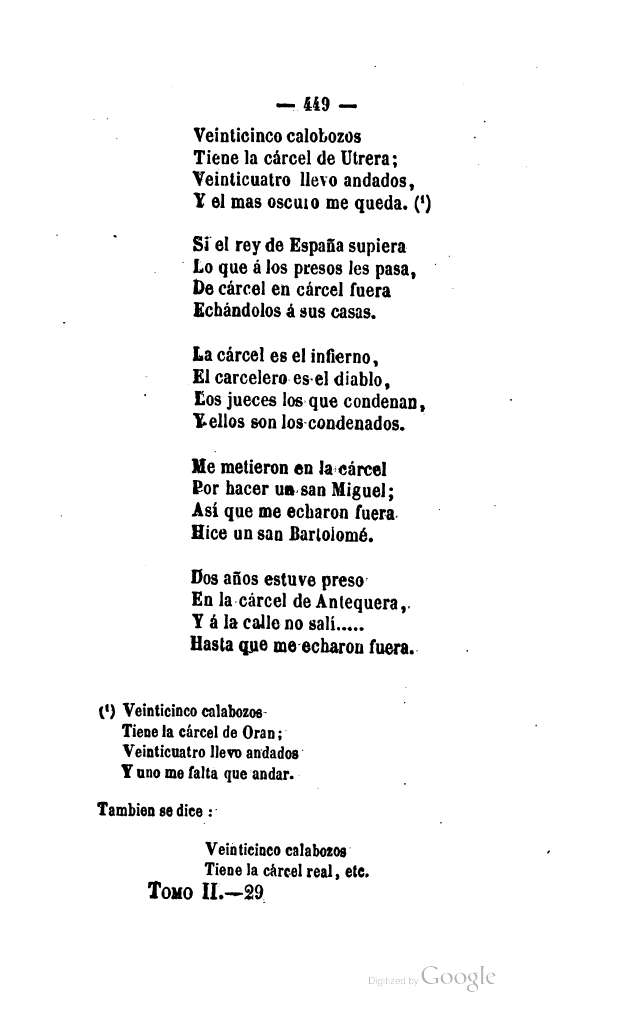 — 449 —
Veinticinco calobozos
Tiene la cárcel de Utrera;
Veinticuatro llevo andados,
Y el mas oscuro me queda. (¹)
Si el rey de España supiera
Lo que á los presos les pasa,
De cárcel en cárcel fuera
Echándolos á sus casas.
La cárcel es el infierno,
El carcelero es el diablo,
Los jueces los que condenan,
Y ellos son los condenados.
Me metieron en la cárcel
Por hacer un san Miguel;
Así que me echaron fuera
Hice un san Bartolomé.
Dos años estuve preso
En la cárcel de Antequera,
Y á la calle no salí.....
Hasta que me echaron fuera.
(¹) Veinticinco calabozos
Tiene la cárcel de Oran;
Veinticuatro llevo andados
Y uno me falta que andar.
Tambien se dice :
Veinticinco calabozos
Tiene la cárcel real, etc.
Tomo II.—29
Digitized by Google